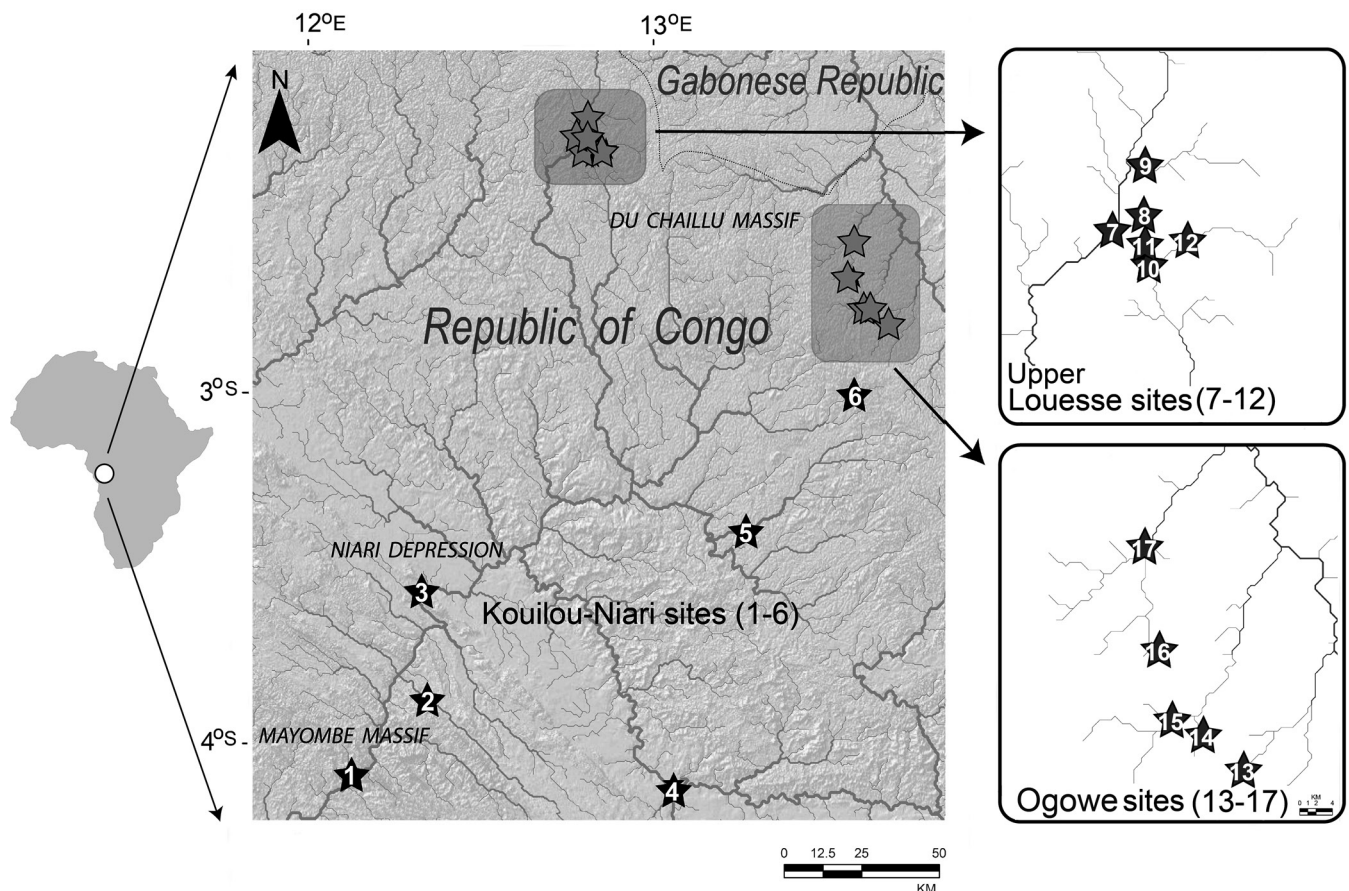 12°E
13°E
N
Gabonese Republic
DU CHAILLU MASSIF
Republic of Congo
3°S
6
5
NIARI DEPRESSION
3
Kouilou-Niari sites (1-6)
2
4°S
MAYOMBE MASSIF
1
4
0 12.5 25 50
KM
9
8
7
11
12
10
Upper
Louesse sites (7-12)
17
16
15
14
13
KM
0 1 2 4
Ogowe sites (13-17)